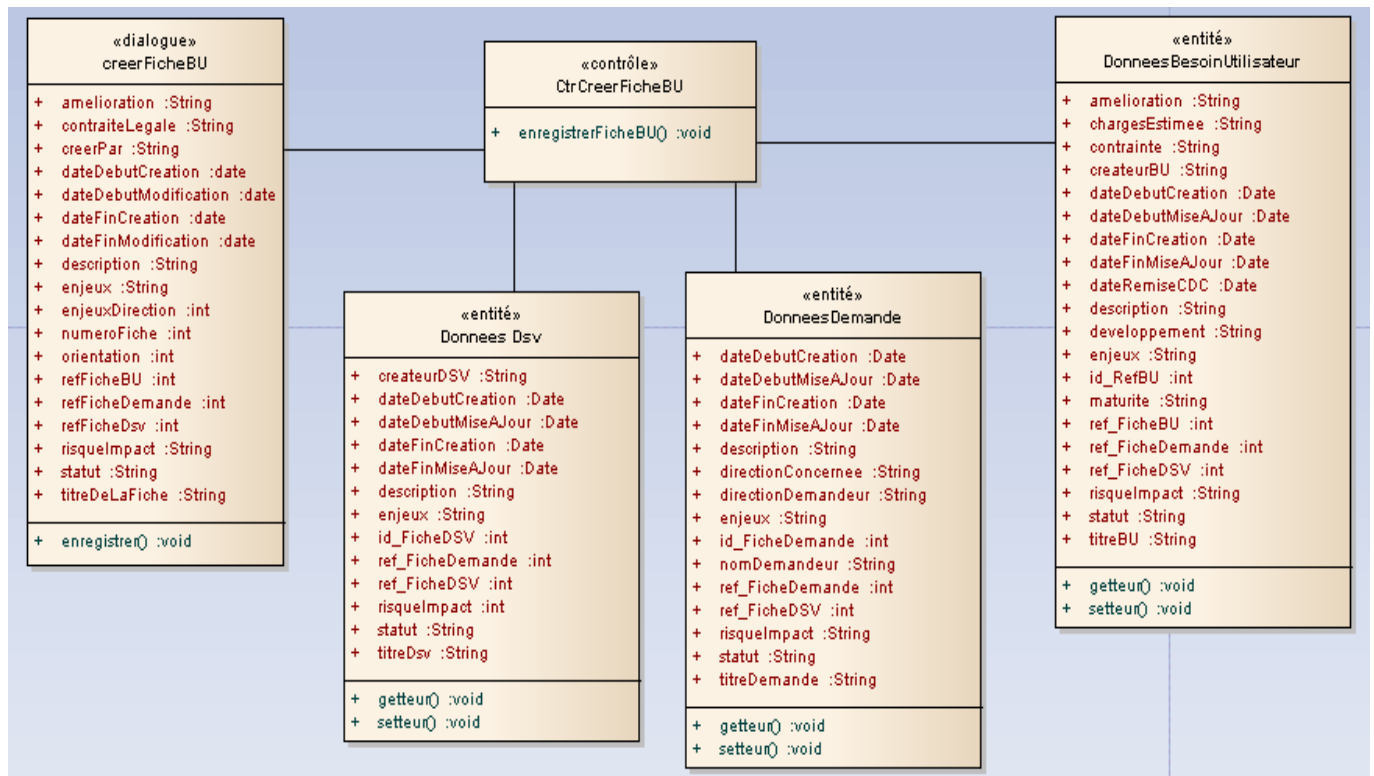 «dialogue»
creerFicheBU
+ amelioration :String
+ contraiteLegale :String
+ creerPar :String
+ dateDebutCreation :date
+ dateDebutModification :date
+ dateFinCreation :date
+ dateFinModification :date
+ description :String
+ enjeux :String
+ enjeuxDirection :int
+ numeroFiche :int
+ orientation :int
+ refFicheBU :int
+ refFicheDemande :int
+ refFicheDsv :int
+ risqueImpact :String
+ statut :String
+ titreDeLaFiche :String
+ enregistrer() :void
«contrôle»
CtrCreerFicheBU
+ enregistrerFicheBU() :void
«entité»
Donnees Dsv
+ createurDSV :String
+ dateDebutCreation :Date
+ dateDebutMiseAJour :Date
+ dateFinCreation :Date
+ dateFinMiseAJour :Date
+ description :String
+ enjeux :String
+ id_FicheDSV :int
+ ref_FicheDemande :int
+ ref_FicheDSV :int
+ risqueImpact :int
+ statut :String
+ titreDsv :String
+ getteur() :void
+ setteur() :void
«entité»
DonneesDemande
+ dateDebutCreation :Date
+ dateDebutMiseAJour :Date
+ dateFinCreation :Date
+ dateFinMiseAJour :Date
+ description :String
+ directionConcernee :String
+ directionDemandeur :String
+ enjeux :String
+ id_FicheDemande :int
+ nomDemandeur :String
+ ref_FicheDemande :int
+ ref_FicheDSV :int
+ risqueImpact :String
+ statut :String
+ titreDemande :String
+ getteur() :void
+ setteur() :void
«entité»
DonneesBesoinUtilisateur
+ amelioration :String
+ chargesEstimee :String
+ contrainte :String
+ createurBU :String
+ dateDebutCreation :Date
+ dateDebutMiseAJour :Date
+ dateFinCreation :Date
+ dateFinMiseAJour :Date
+ dateRemiseCDC :Date
+ description :String
+ developpement :String
+ enjeux :String
+ id_RefBU :int
+ maturite :String
+ ref_FicheBU :int
+ ref_FicheDemande :int
+ ref_FicheDSV :int
+ risqueImpact :String
+ statut :String
+ titreBU :String
+ getteur() :void
+ setteur() :void